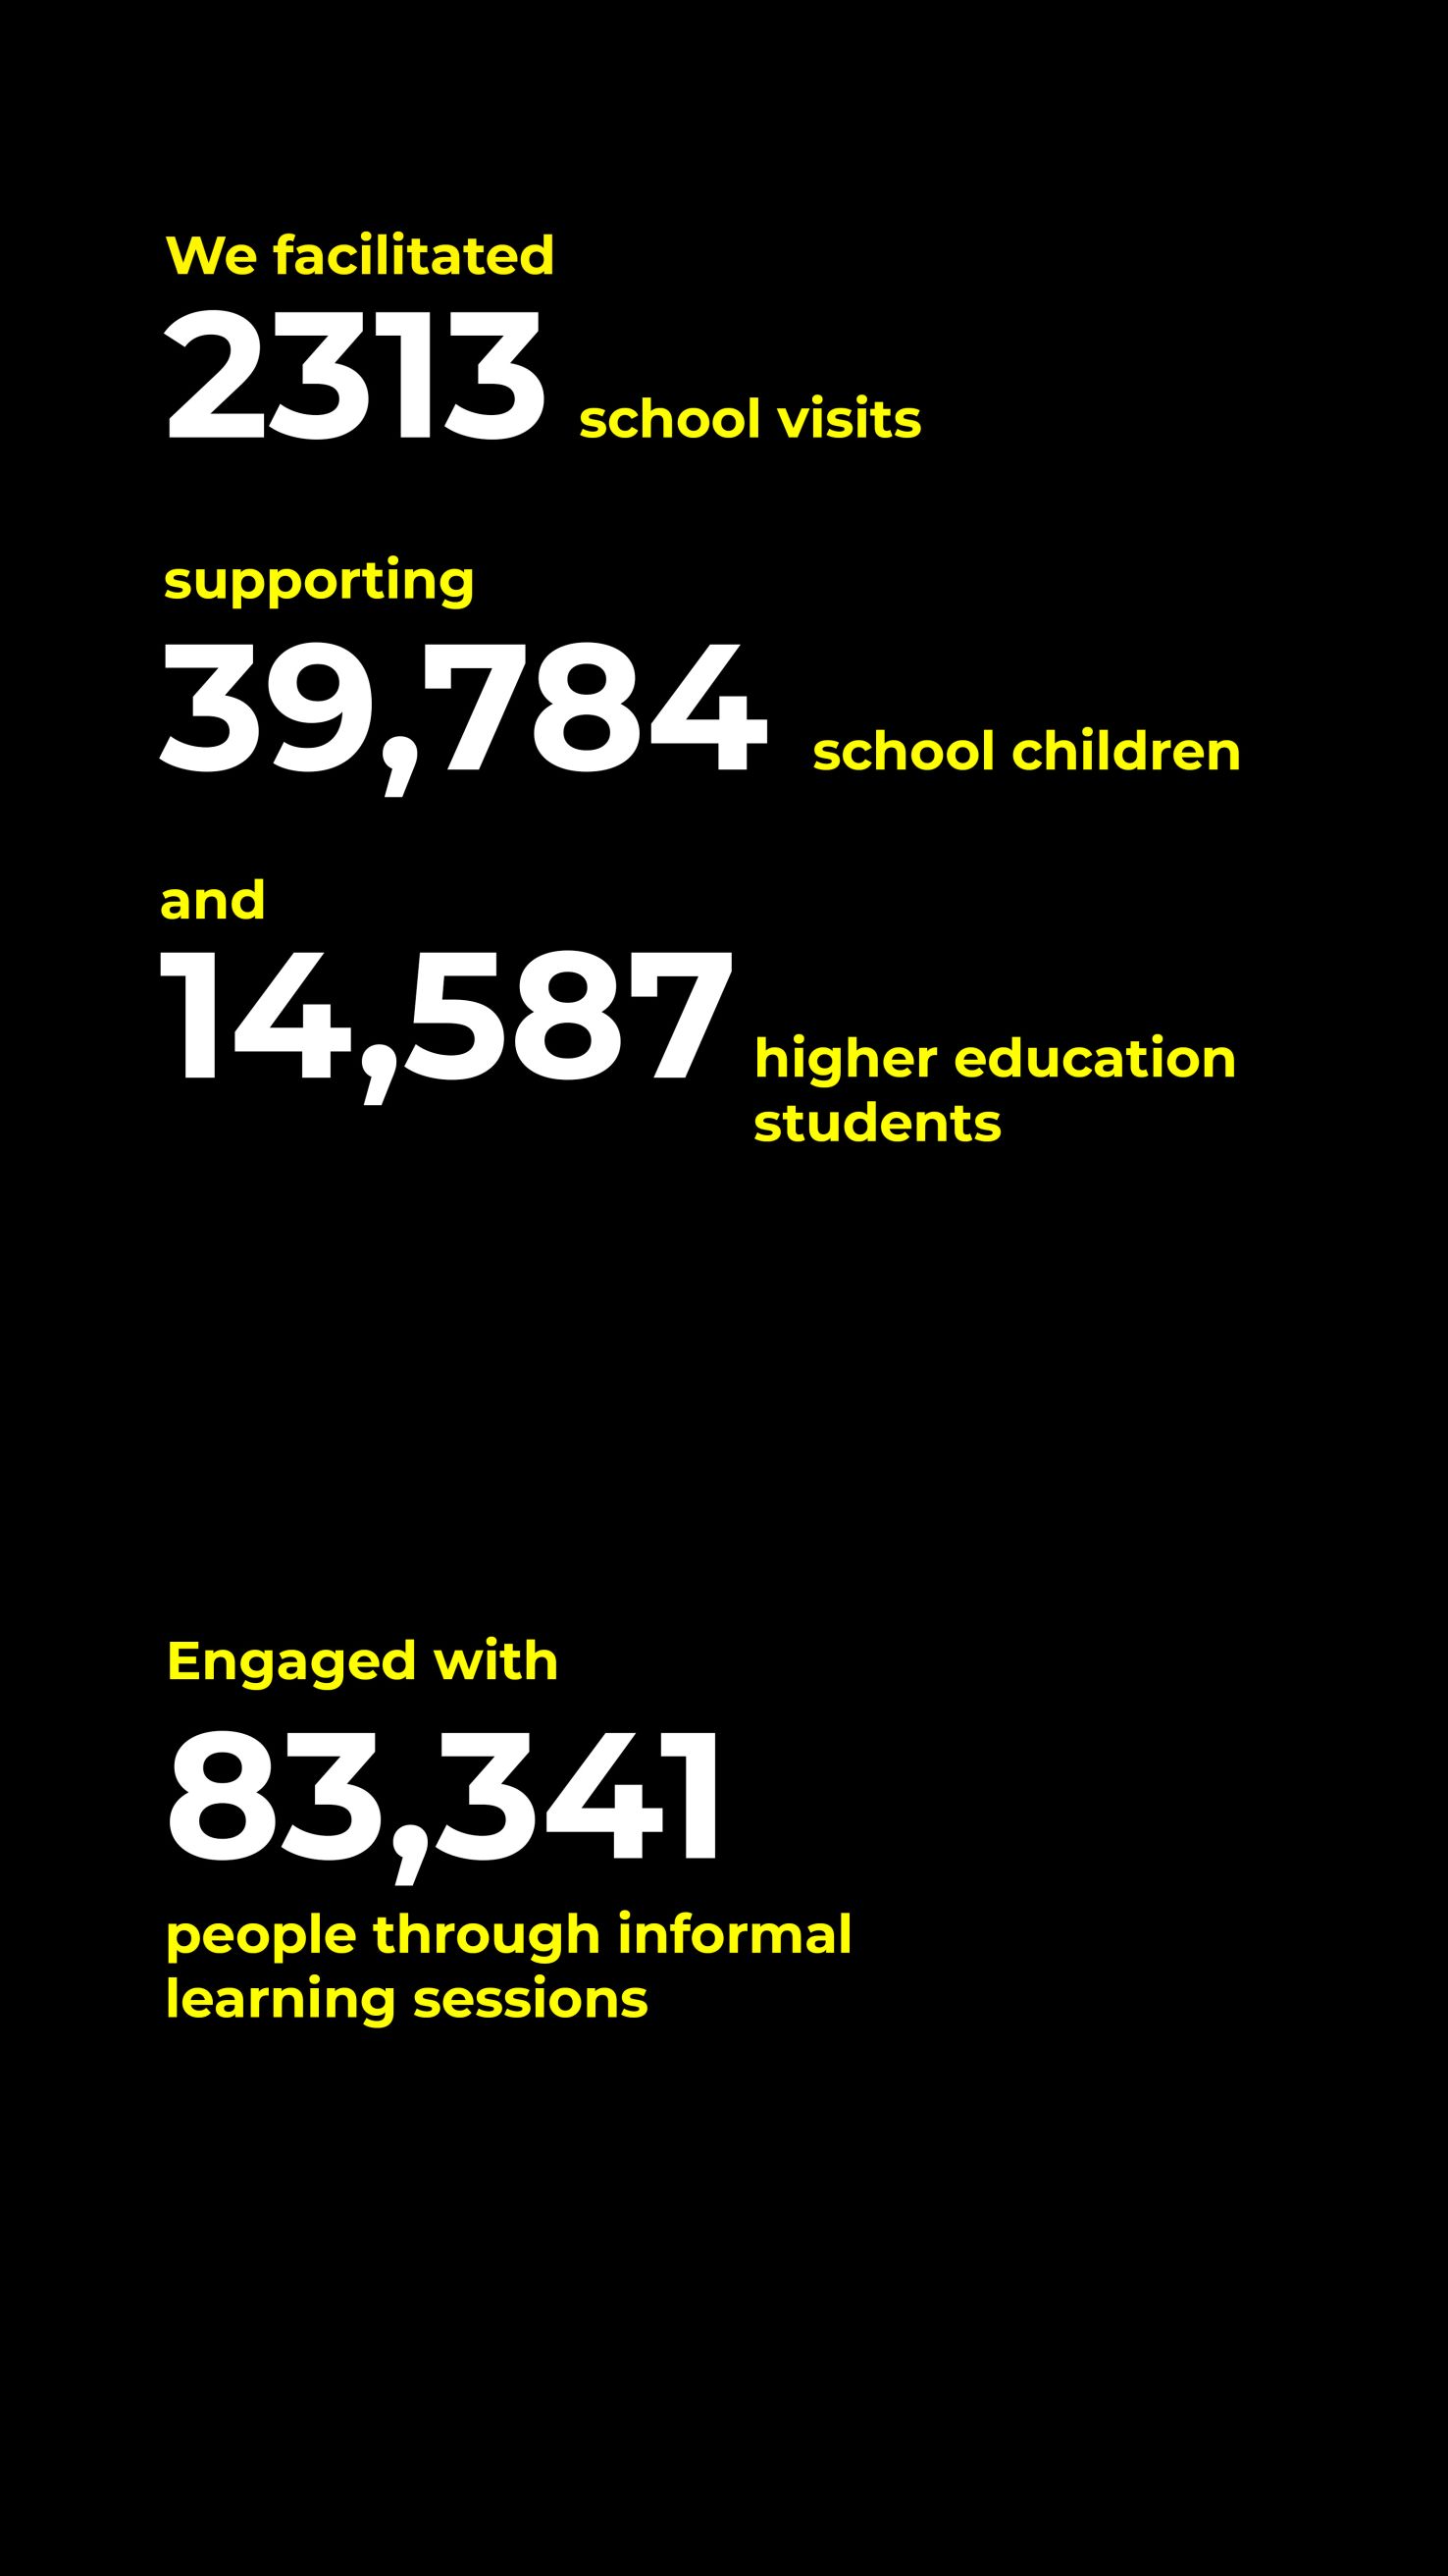 We facilitated
2313 school visits
supporting
39,784 school children
and
14,587 higher education
students
Engaged with
83,341
people through informal
learning sessions